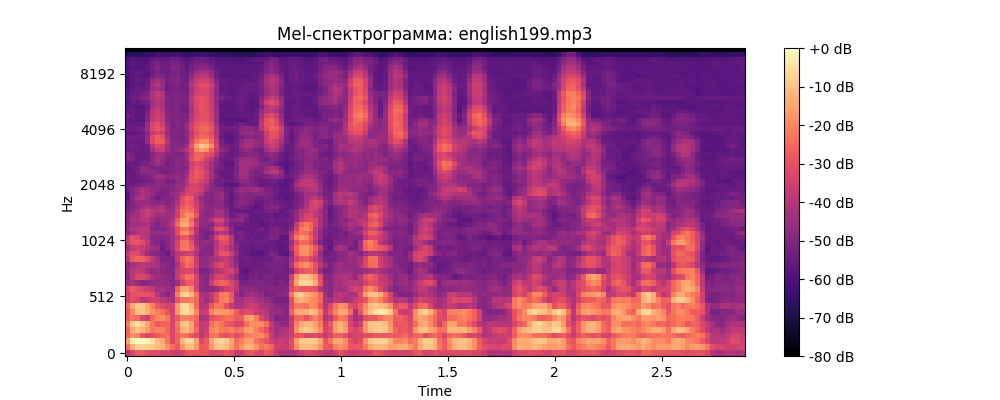 Mel-спектрограмма: english199.mp3
8192
4096
2048
1024
512
0
Hz
0
0.5
1
1.5
2
2.5
Time
+0 dB
-10 dB
-20 dB
-30 dB
-40 dB
-50 dB
-60 dB
-70 dB
-80 dB